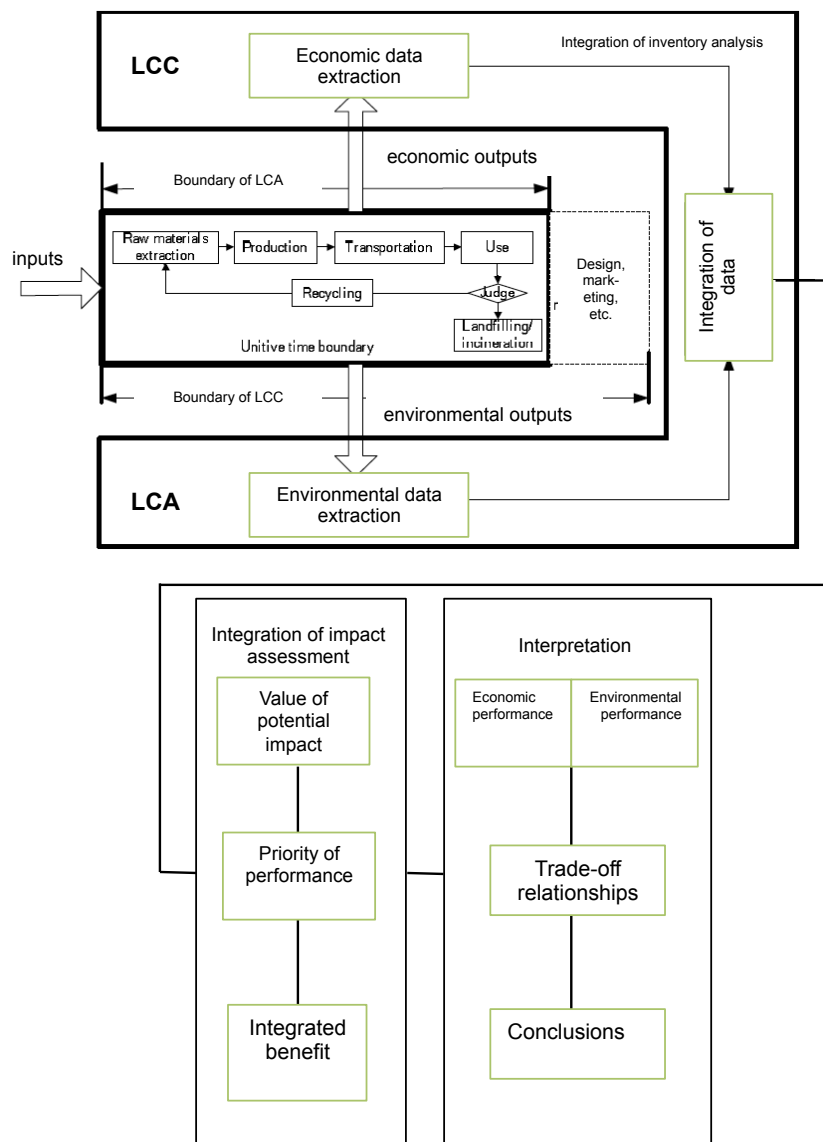 LCC
Economic data
extraction
Integration of inventory analysis
economic outputs
Boundary of LCA
inputs
Raw materials
extraction
Production
Transportation
Use
Recycling
Judge
Landfilling/
incineration
Unitive time boundary
Design,
mark-
eting,
etc.
Integration of
data
Boundary of LCC
environmental outputs
LCA
Environmental data
extraction
Integration of impact
assessment
Value of
potential
impact
Priority of
performance
Integrated
benefit
Interpretation
Economic
performance
Environmental
performance
Trade-off
relationships
Conclusions